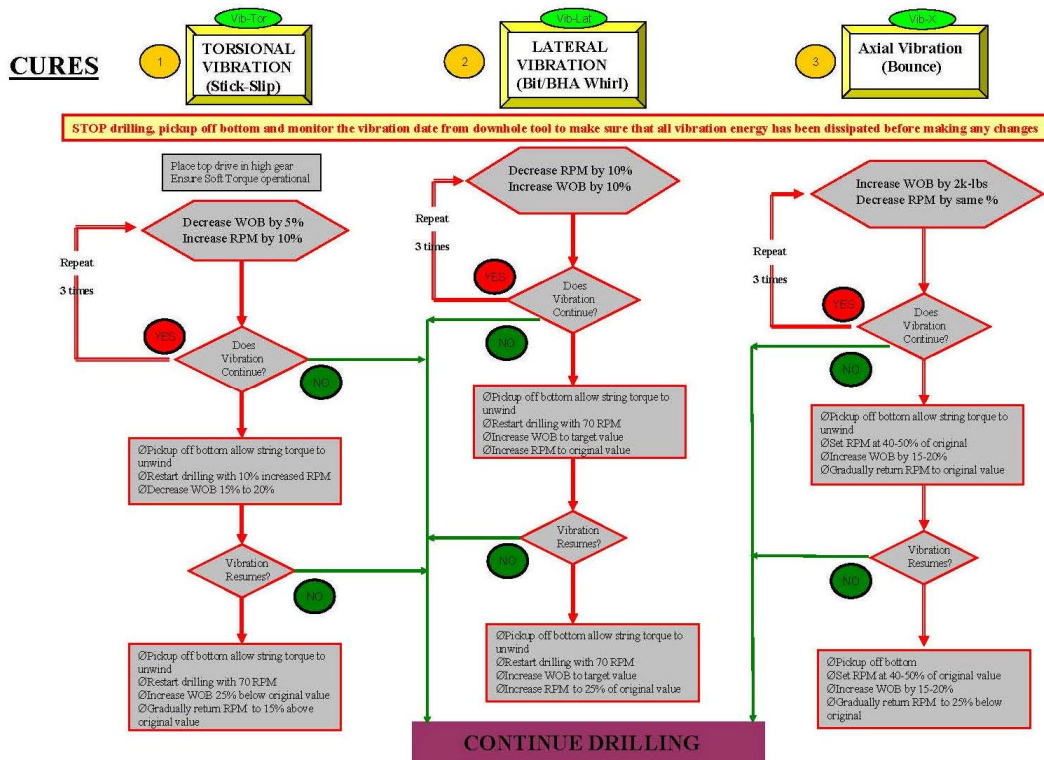 CURES
Vib-Tor
1
TORSIONAL
VIBRATION
(Stick-Slip)
Vib-Lat
2
LATERAL
VIBRATION
(Bit/BHA Whirl)
Vib-X
3
Axial Vibration
(Bounce)
STOP drilling, pickup off bottom and monitor the vibration date from downhole tool to make sure that all vibration energy has been dissipated before making any changes
Place top drive in high gear
Ensure Soft Torque operational
Decrease WOB by 5%
Increase RPM by 10%
Repeat
3 times
YES
Does
Vibration
Continue?
NO
ØPickup off bottom allow string torque to
unwind
ØRestart drilling with 10% increased RPM
ØDecrease WOB 15% to 20%
Vibration
Resumes?
NO
ØPickup off bottom allow string torque to
unwind
ØRestart drilling with 70 RPM
ØIncrease WOB 25% below original value
ØGradually return RPM to 15% above
original value
Decrease RPM by 10%
Increase WOB by 10%
Repeat
3 times
YES
Does
Vibration
Continue?
NO
ØPickup off bottom allow string torque to
unwind
ØRestart drilling with 70 RPM
ØIncrease WOB to target value
ØIncrease RPM to original value
Vibration
Resumes?
NO
ØPickup off bottom allow string torque to
unwind
ØRestart drilling with 70 RPM
ØIncrease WOB to target value
ØIncrease RPM to 25% of original value
Increase WOB by 2k-lbs
Decrease RPM by same %
Repeat
3 times
YES
Does
Vibration
Continue?
NO
ØPickup off bottom allow string torque to
unwind
ØSet RPM at 40-50% of original
ØIncrease WOB by 15-20%
ØGradually return RPM to original value
Vibration
Resumes?
NO
ØPickup off bottom
ØSet RPM at 40-50% of original value
ØIncrease WOB by 15-20%
ØGradually return RPM to 25% below
original
CONTINUE DRILLING